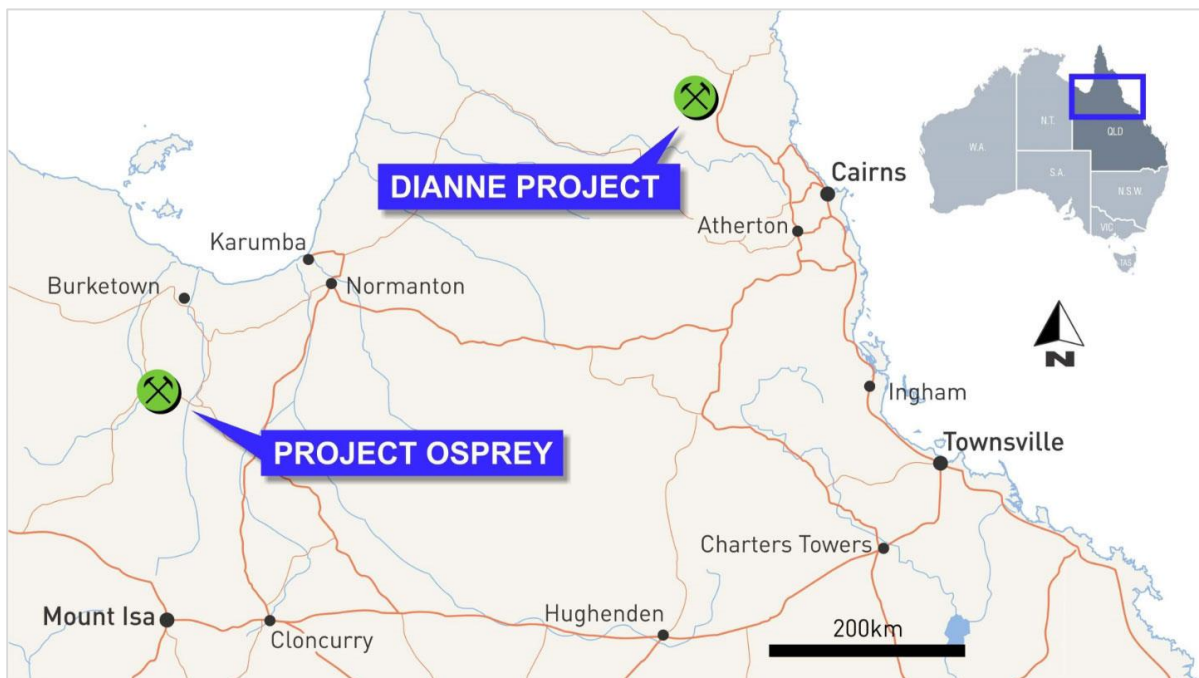 DIANNE PROJECT
Cairns
Atherton
Karumba
Normanton
Burketown
PROJECT OSPREY
Ingham
Townsville
Charters Towers
Mount Isa
Cloncurry
Hughenden
200km
N.T.
QLD
W.A.
S.A.
N.S.W.
VIC
TAS
N